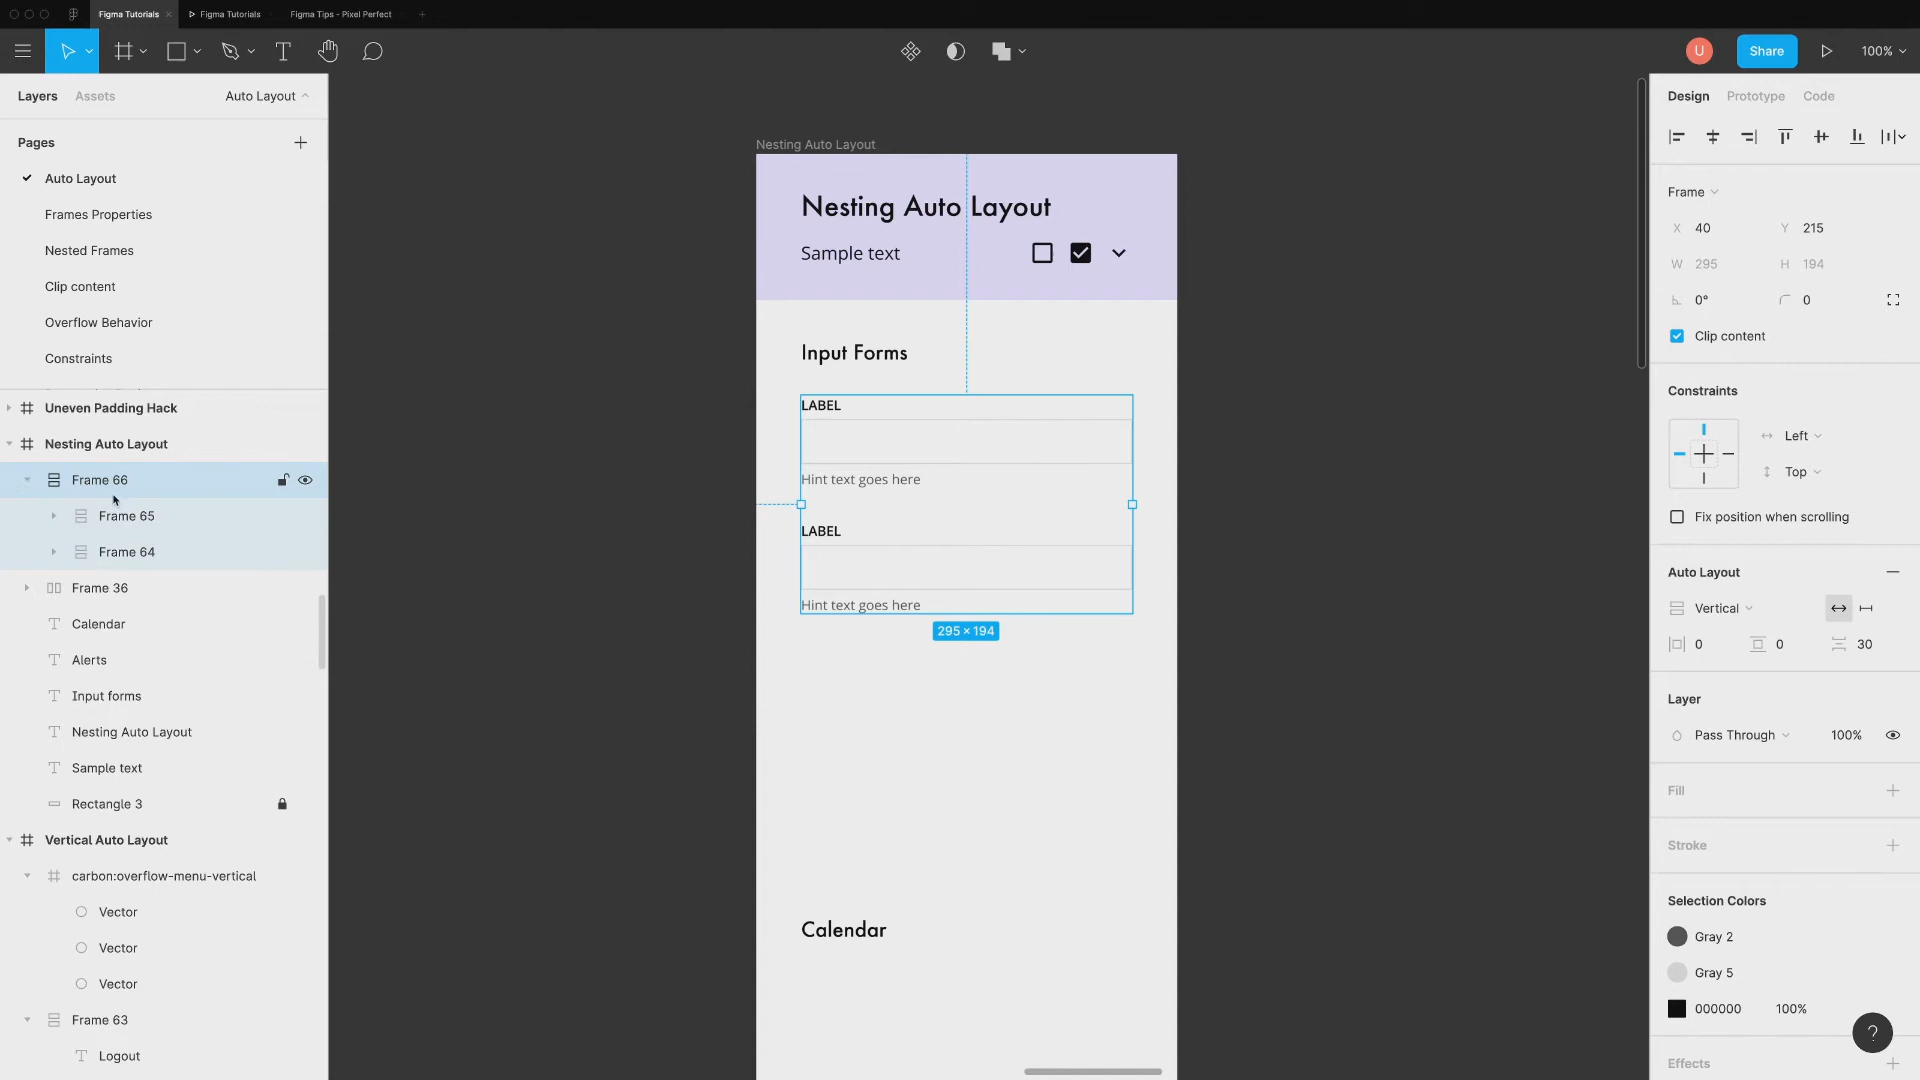 Figma Tutorials
Figma Tutorials
Figma Tips - Pixel Perfect
U
Share
100%
Layers
Assets
Auto Layout
Pages
Auto Layout
Frames Properties
Nested Frames
Clip content
Overflow Behavior
Constraints
Uneven Padding Hack
Nesting Auto Layout
Frame 66
Frame 65
Frame 64
Frame 36
Calendar
Alerts
Input forms
Nesting Auto Layout
Sample text
Rectangle 3
Vertical Auto Layout
carbon:overflow-menu-vertical
Vector
Vector
Vector
Frame 63
Logout
Nesting Auto Layout
Nesting Auto Layout
Sample text
Input Forms
LABEL
Hint text goes here
LABEL
Hint text goes here
295 × 194
Calendar
Design
Prototype
Code
Frame
X 40
Y 215
W 295
H 194
0°
0
Clip content
Constraints
Left
Top
Fix position when scrolling
Auto Layout
Vertical
0
0
30
Layer
Pass Through
100%
Fill
Stroke
Selection Colors
Gray 2
Gray 5
000000
100%
Effects
?